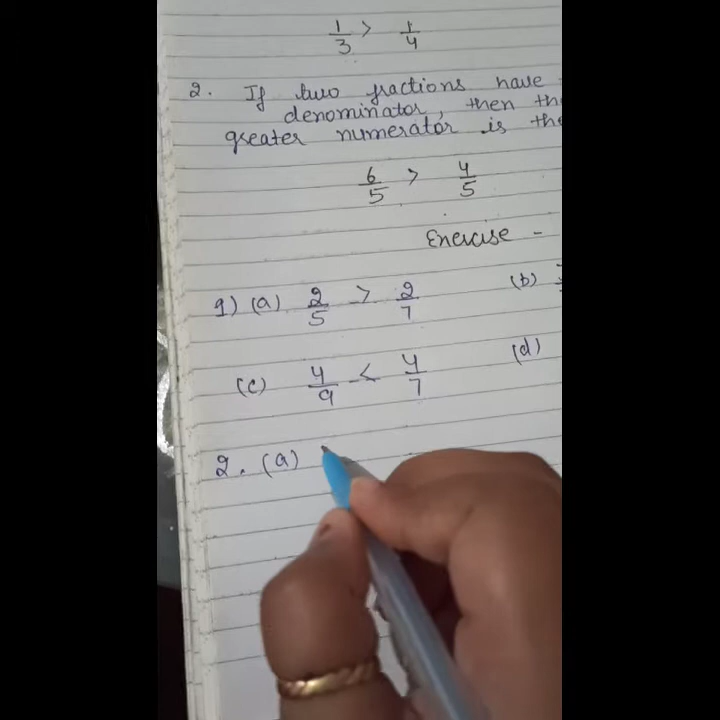 1/3 > 1/4
2. If two fractions have
denominator, then the
greater numerator is the
6/5 > 4/5
Exercise -
1) (a) 2/5 > 2/7 (b)
(c) 4/9 < 4/7 (d)
2. (a)